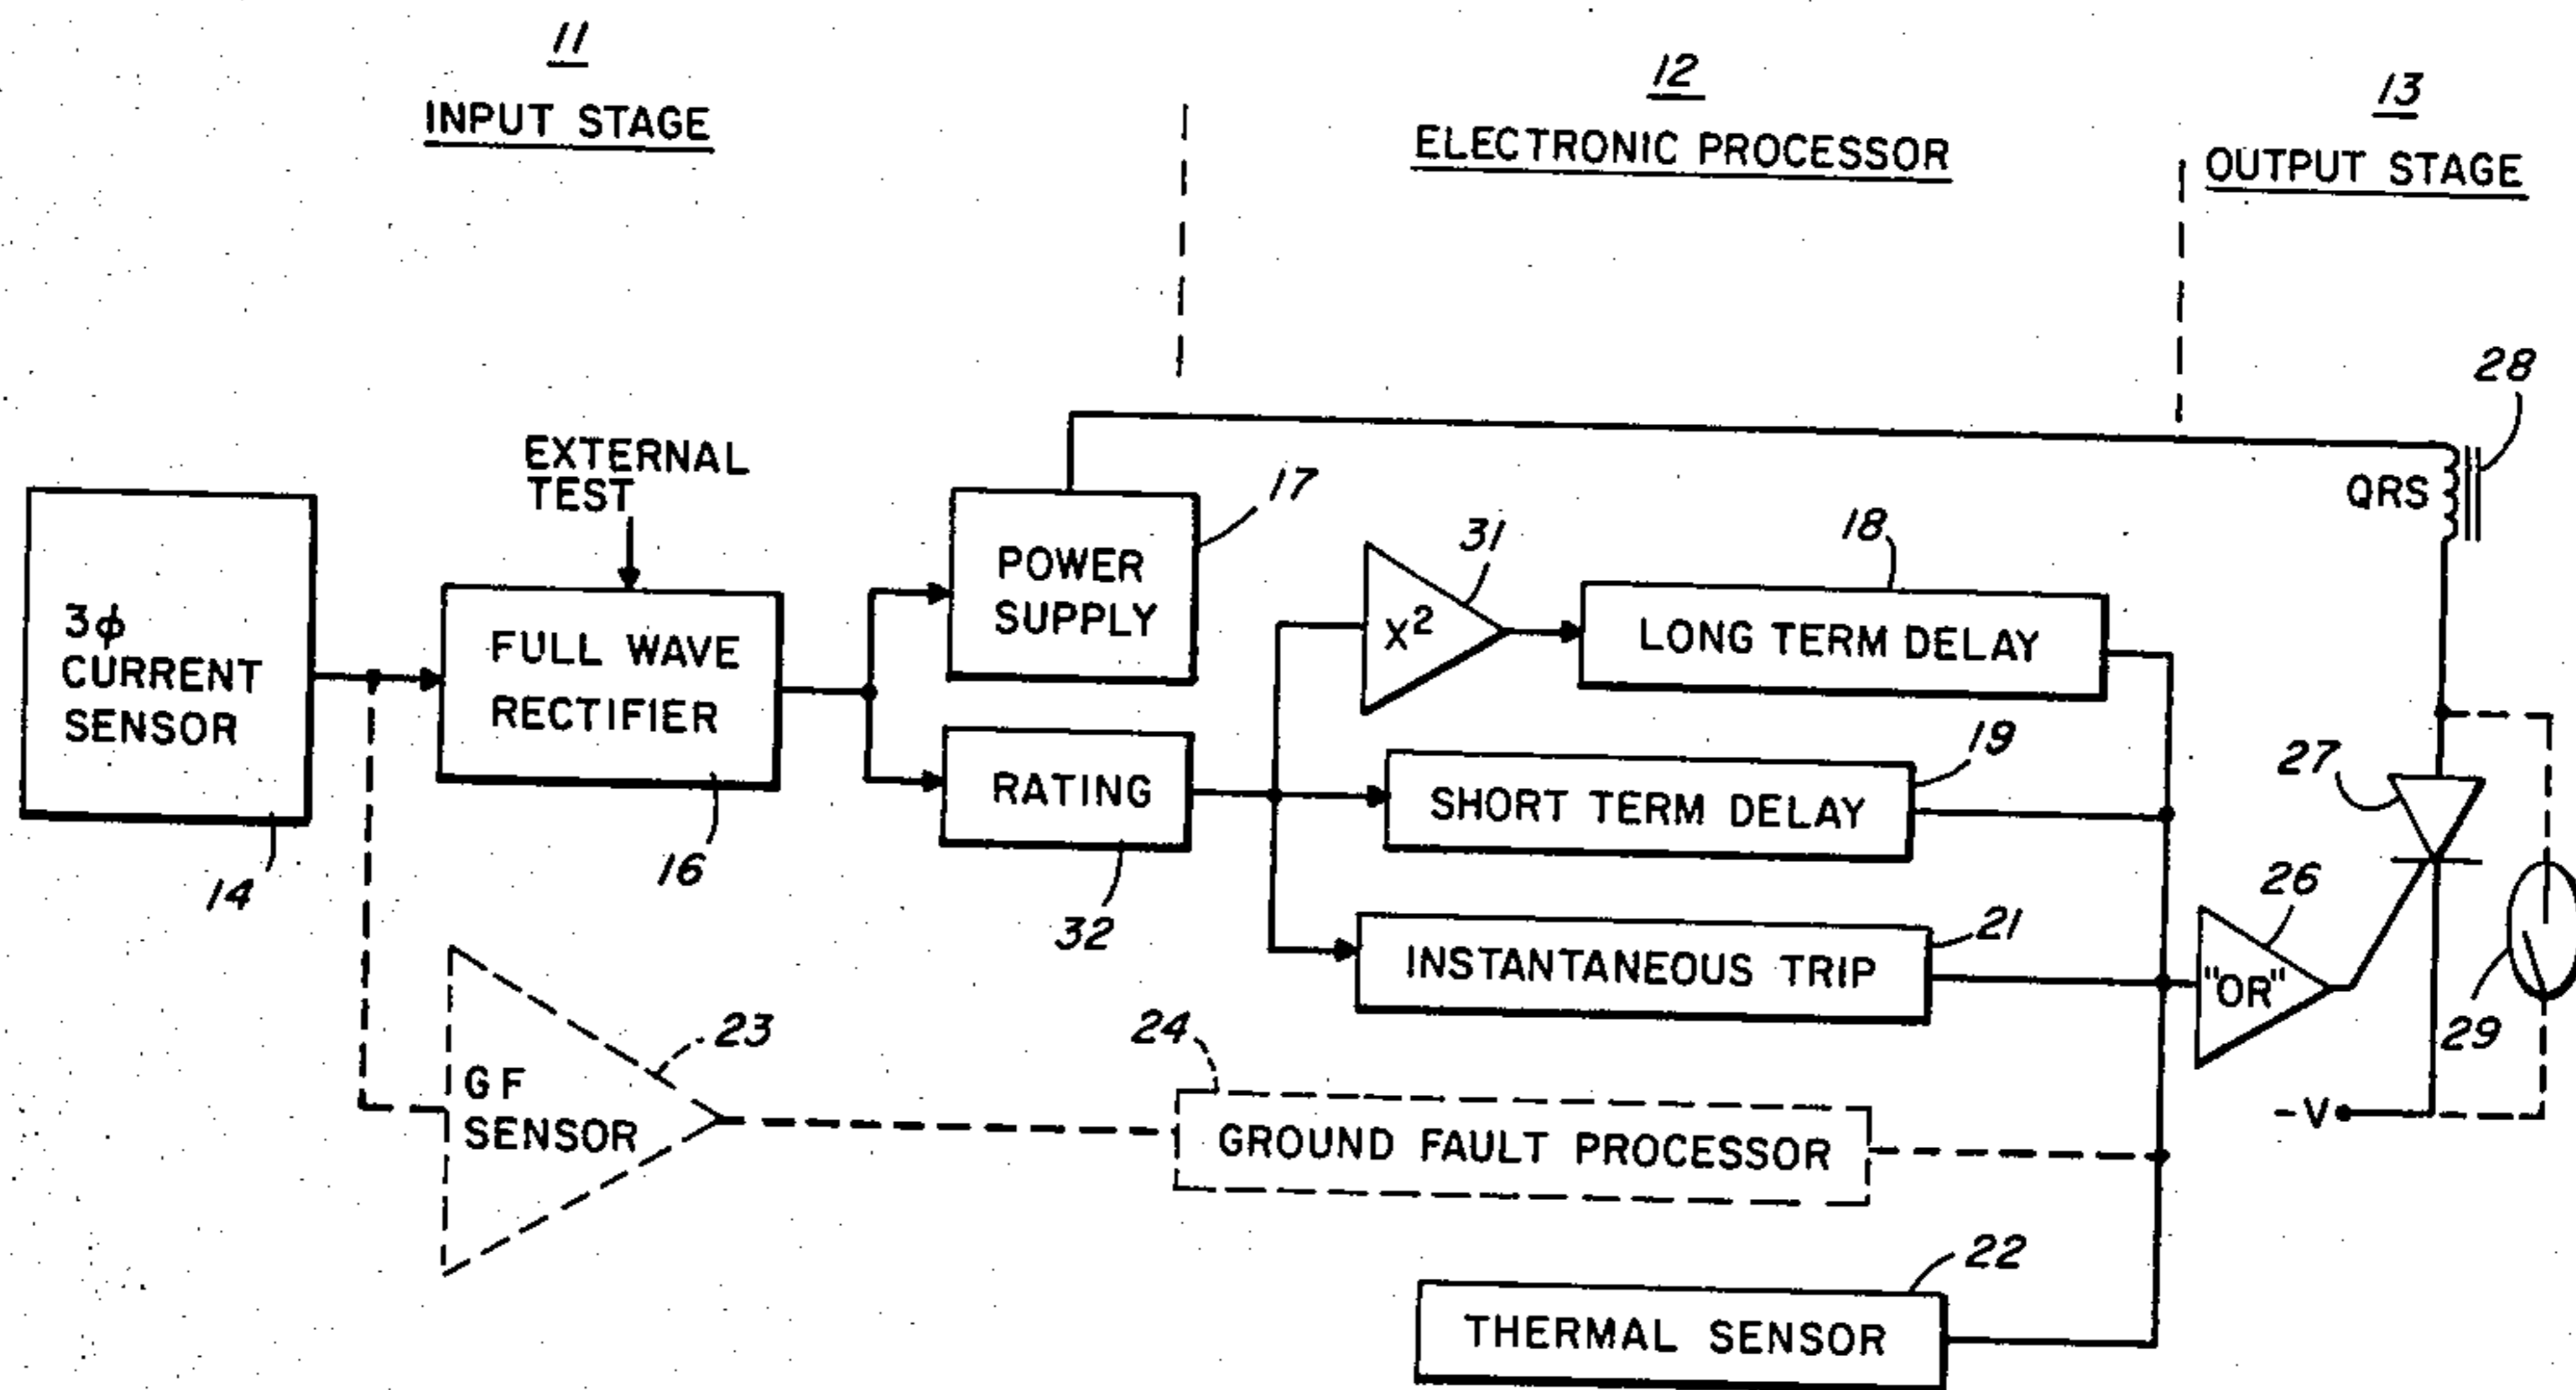 11
INPUT STAGE
12
ELECTRONIC PROCESSOR
13
OUTPUT STAGE
28
QRS
EXTERNAL
TEST
17
POWER
SUPPLY
3φ
CURRENT
SENSOR
14
FULL WAVE
RECTIFIER
16
RATING
32
31
X²
18
LONG TERM DELAY
19
SHORT TERM DELAY
21
INSTANTANEOUS TRIP
27
26
"OR"
29
-V
23
GF
SENSOR
24
GROUND FAULT PROCESSOR
22
THERMAL SENSOR